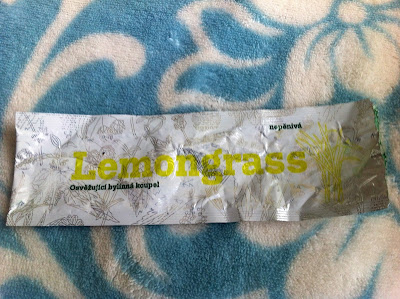 nepěnivá
Lemongrass
Osvěžující bylinná koupel